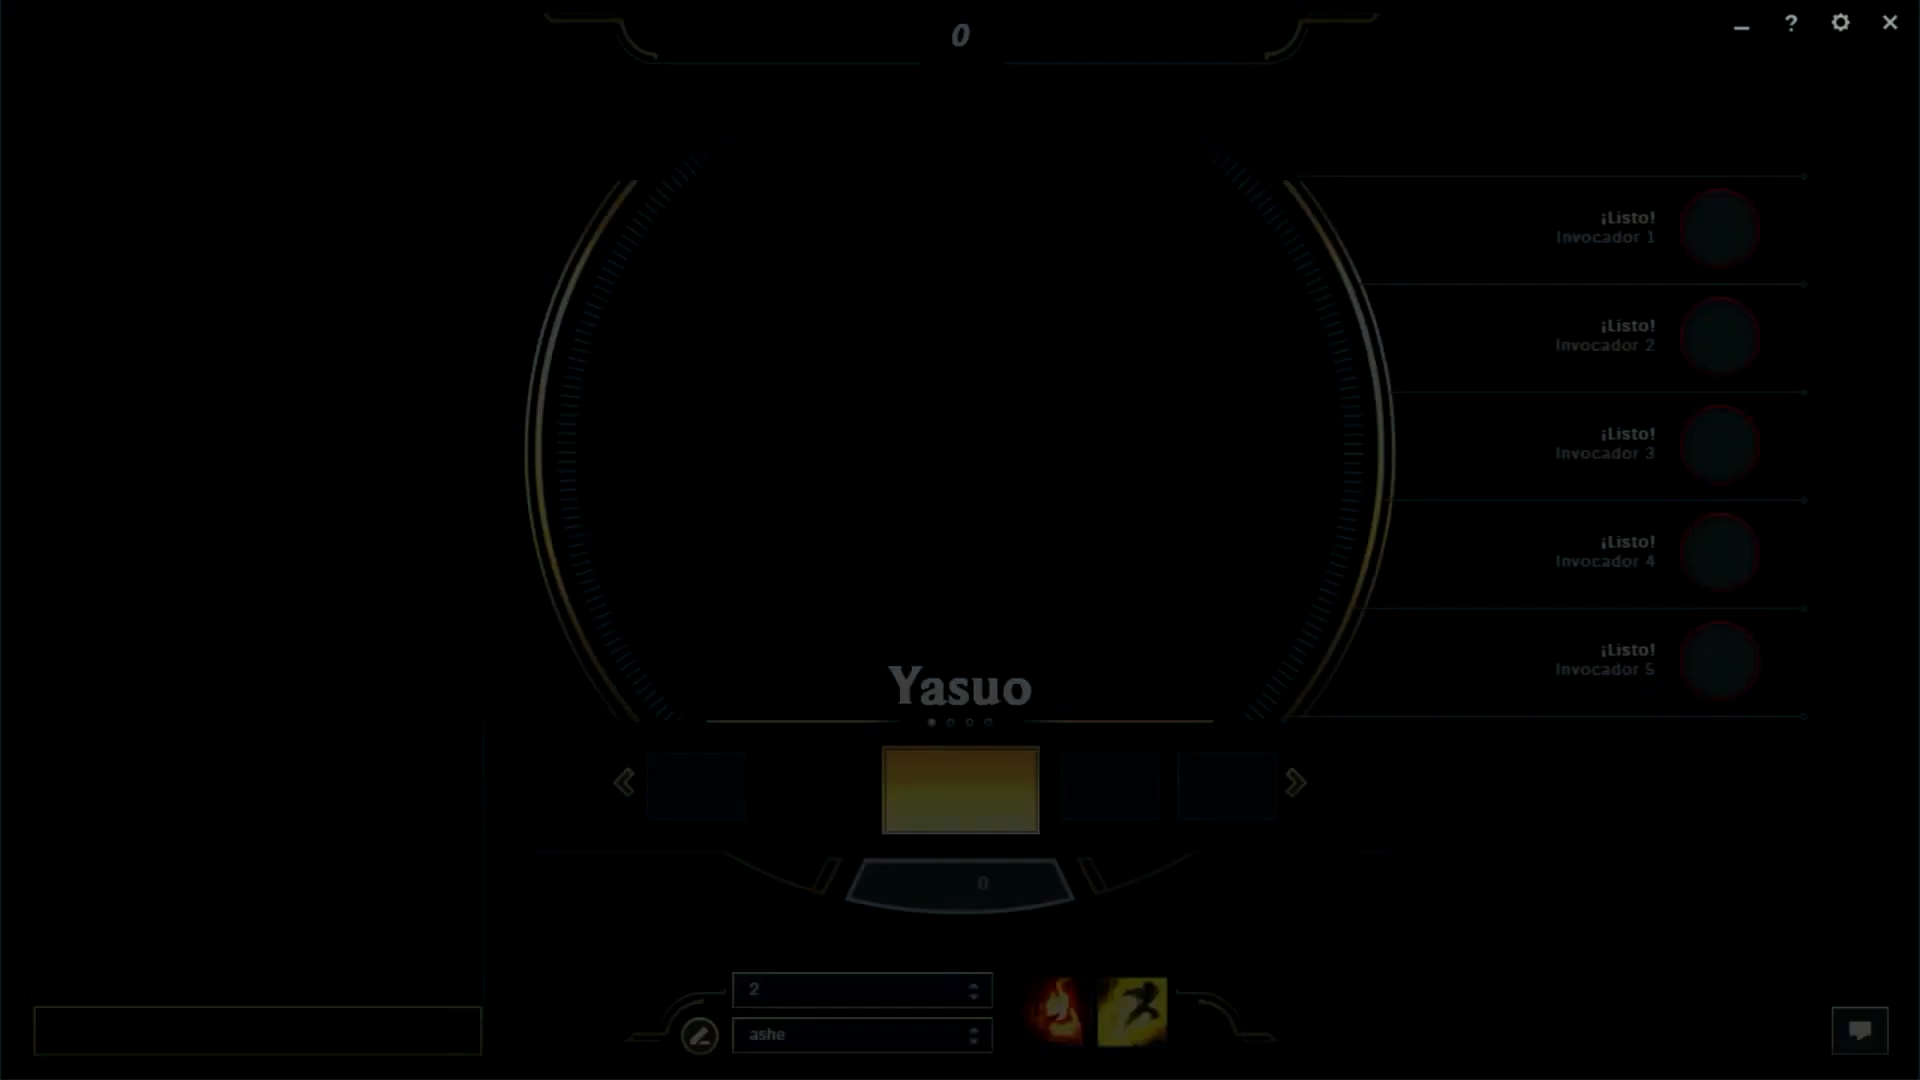 0
?
¡Listo!
Invocador 1
¡Listo!
Invocador 2
¡Listo!
Invocador 3
¡Listo!
Invocador 4
¡Listo!
Invocador 5
Yasuo
0
2
ashe